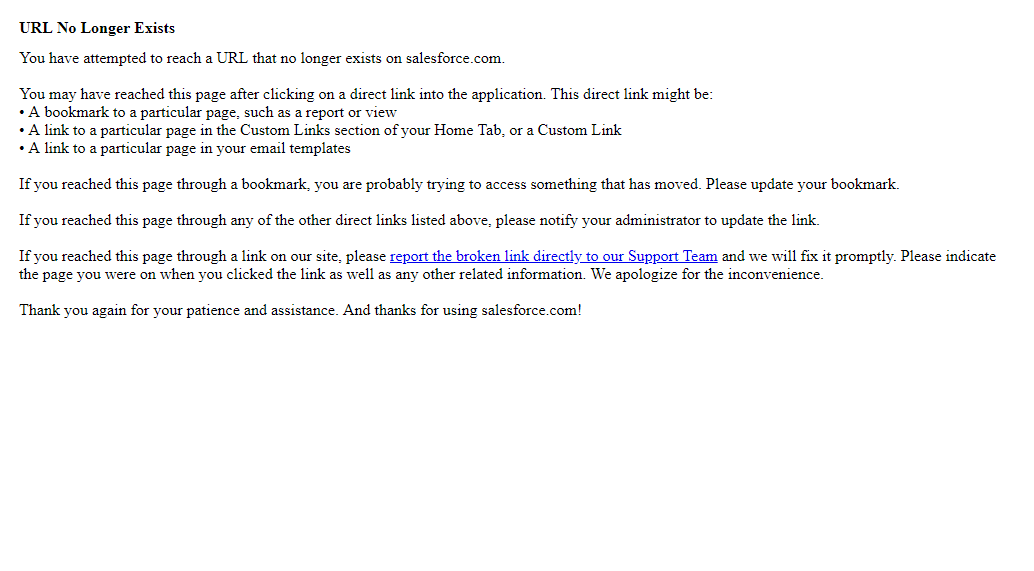 URL No Longer Exists
You have attempted to reach a URL that no longer exists on salesforce.com.
You may have reached this page after clicking on a direct link into the application. This direct link might be:
• A bookmark to a particular page, such as a report or view
• A link to a particular page in the Custom Links section of your Home Tab, or a Custom Link
• A link to a particular page in your email templates
If you reached this page through a bookmark, you are probably trying to access something that has moved. Please update your bookmark.
If you reached this page through any of the other direct links listed above, please notify your administrator to update the link.
If you reached this page through a link on our site, please report the broken link directly to our Support Team and we will fix it promptly. Please indicate
the page you were on when you clicked the link as well as any other related information. We apologize for the inconvenience.
Thank you again for your patience and assistance. And thanks for using salesforce.com!